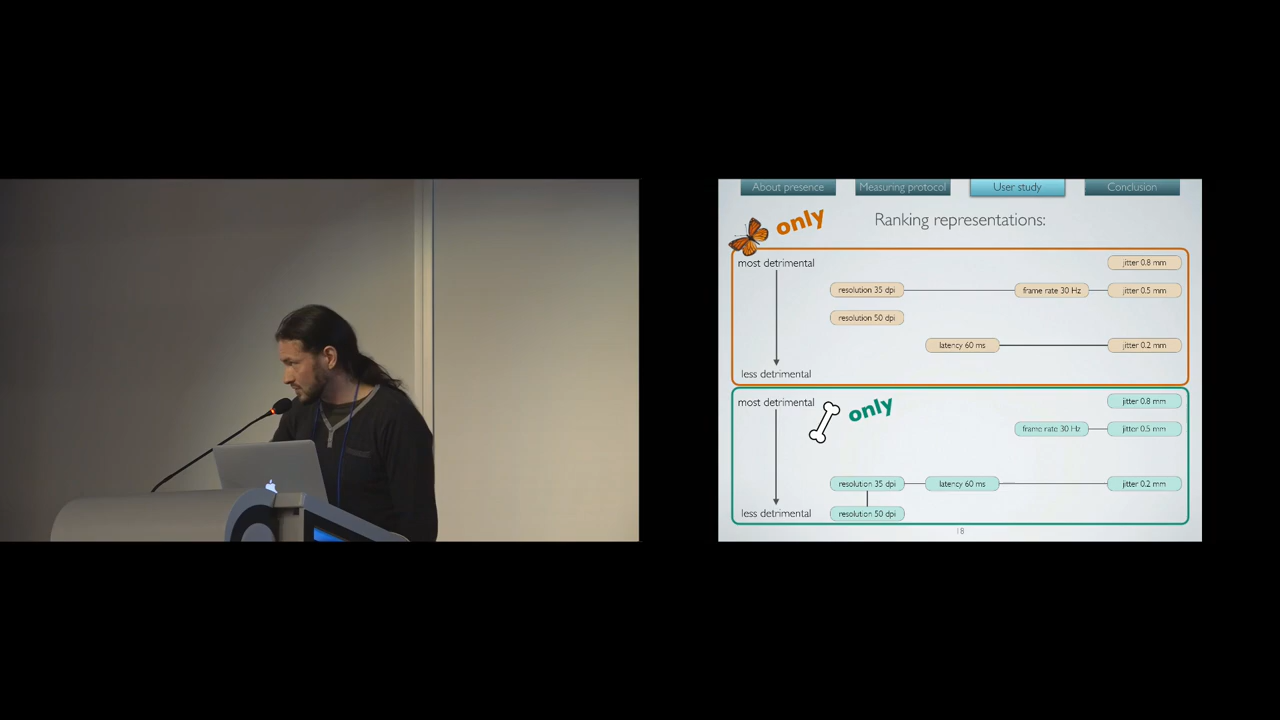 About presence
Measuring protocol
User study
Conclusion
only
Ranking representations:
most detrimental
jitter 0.8 mm
resolution 35 dpi
frame rate 30 Hz
jitter 0.5 mm
resolution 50 dpi
latency 60 ms
jitter 0.2 mm
less detrimental
most detrimental
only
jitter 0.8 mm
frame rate 30 Hz
jitter 0.5 mm
resolution 35 dpi
latency 60 ms
jitter 0.2 mm
less detrimental
resolution 50 dpi
18